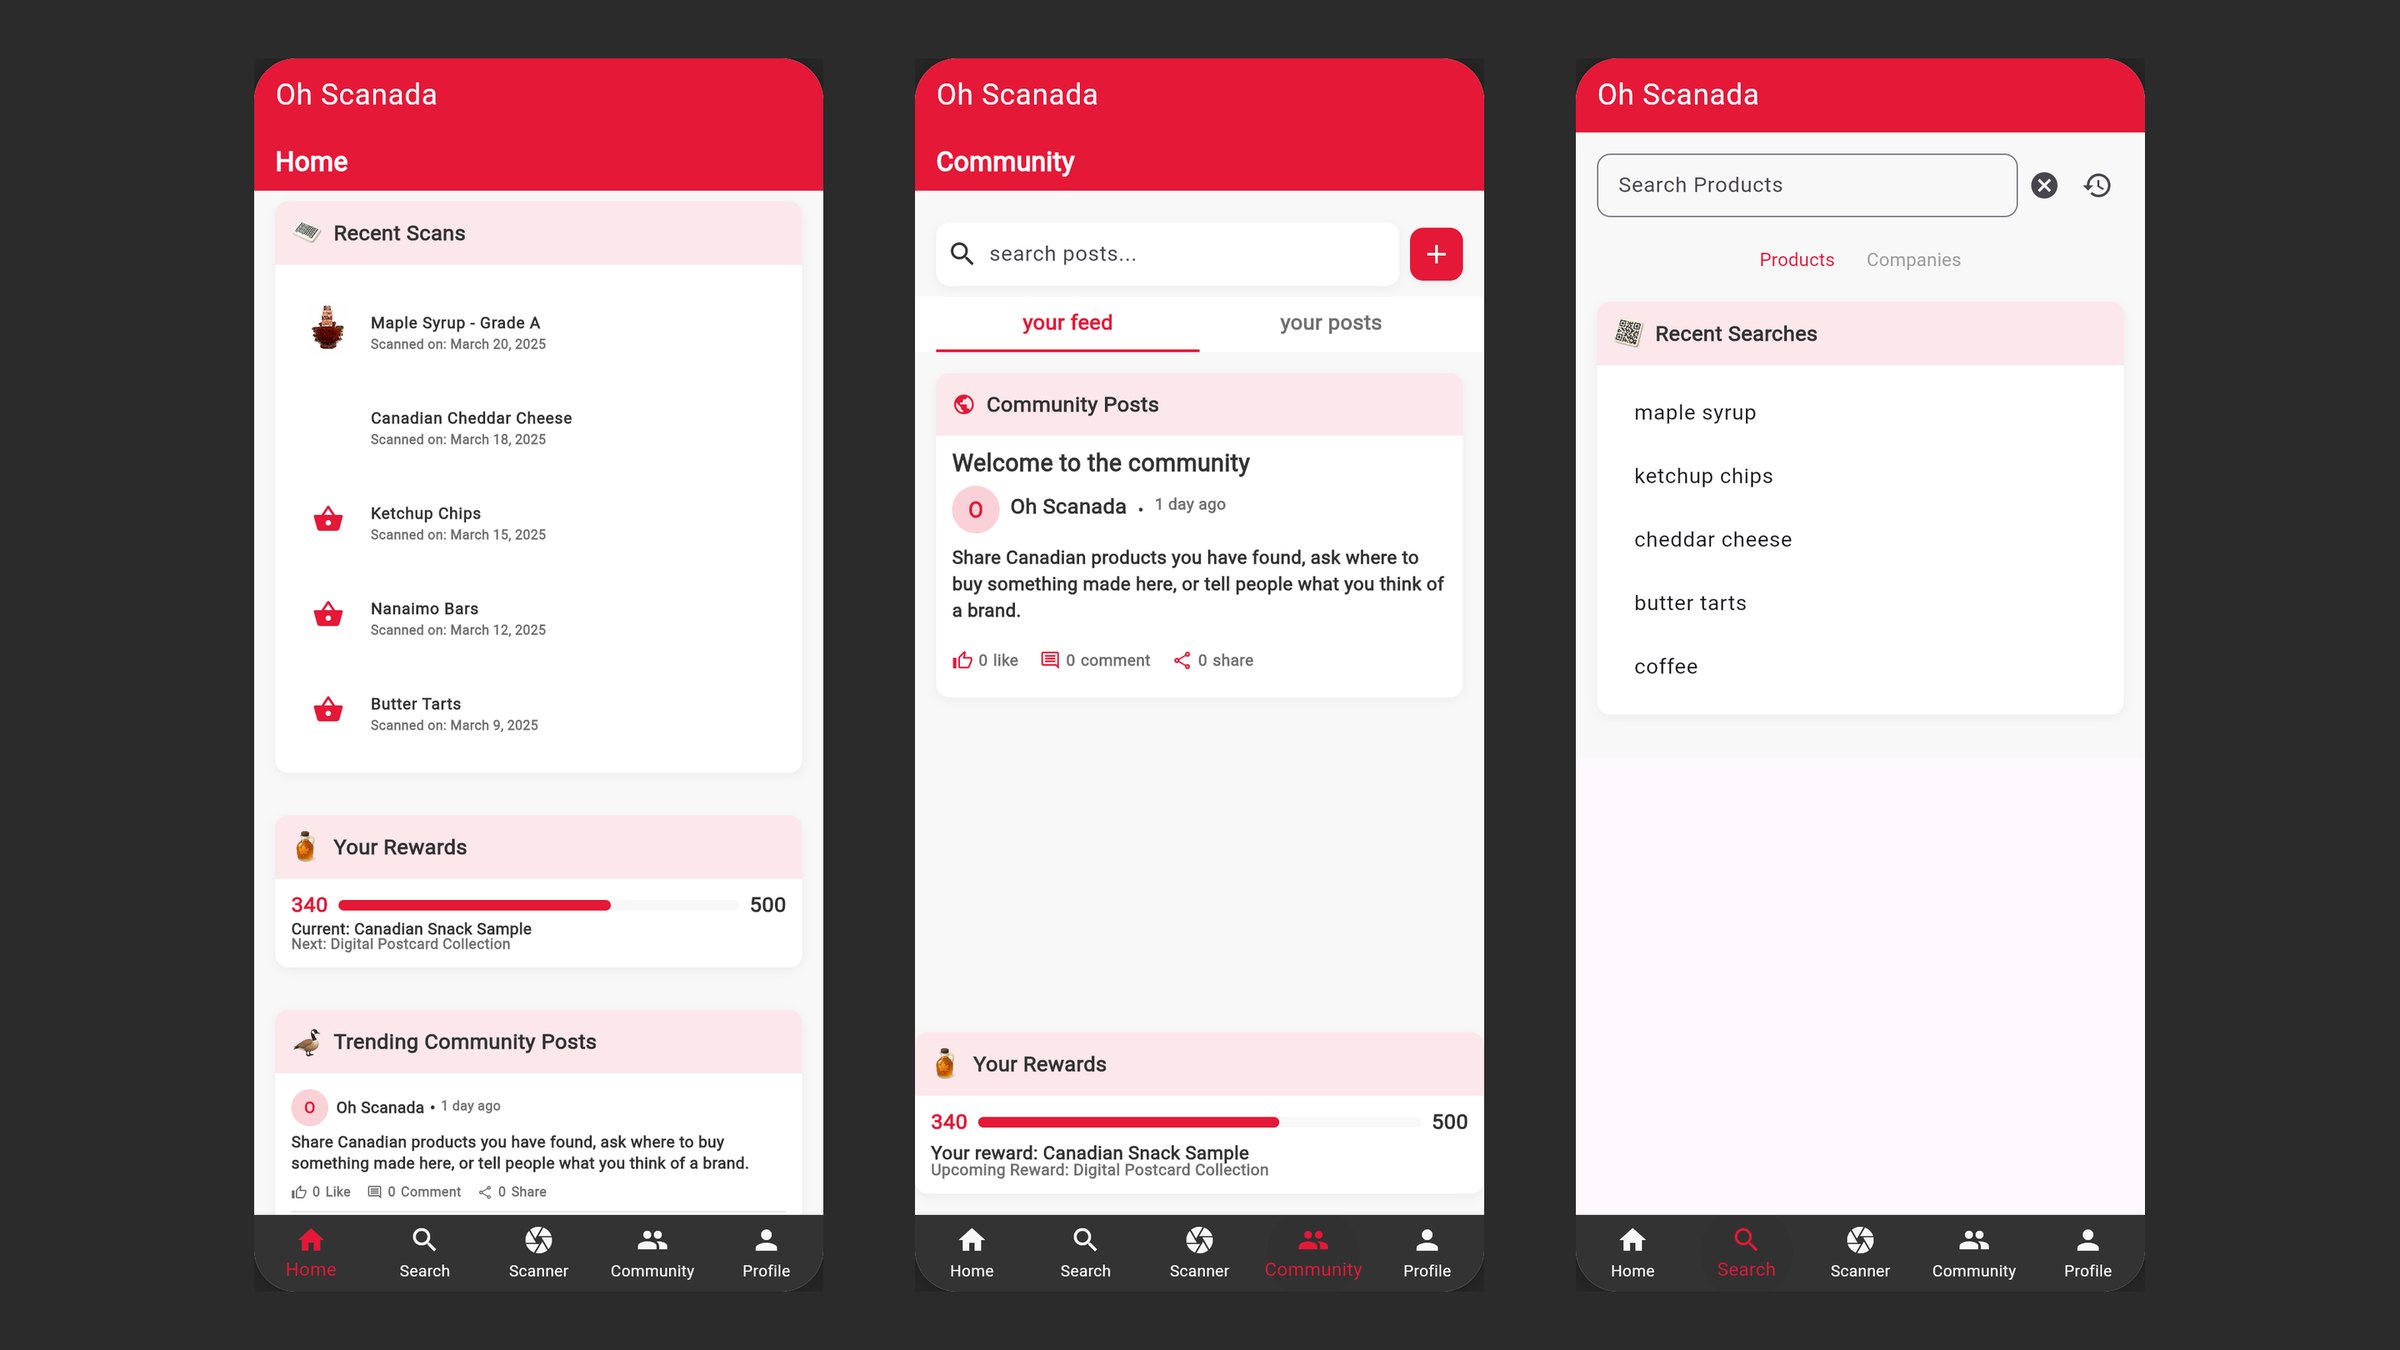 Oh Scanada
Home
Recent Scans
Maple Syrup - Grade A
Scanned on: March 20, 2025
Canadian Cheddar Cheese
Scanned on: March 18, 2025
Ketchup Chips
Scanned on: March 15, 2025
Nanaimo Bars
Scanned on: March 12, 2025
Butter Tarts
Scanned on: March 9, 2025
Your Rewards
340 500
Current: Canadian Snack Sample
Next: Digital Postcard Collection
Trending Community Posts
O Oh Scanada • 1 day ago
Share Canadian products you have found, ask where to buy
something made here, or tell people what you think of a brand.
0 Like 0 Comment 0 Share
Home Search Scanner Community Profile
Oh Scanada
Community
search posts...
your feed your posts
Community Posts
Welcome to the community
O Oh Scanada • 1 day ago
Share Canadian products you have found, ask where to
buy something made here, or tell people what you think of
a brand.
0 like 0 comment 0 share
Your Rewards
340 500
Your reward: Canadian Snack Sample
Upcoming Reward: Digital Postcard Collection
Home Search Scanner Community Profile
Oh Scanada
Search Products
Products Companies
Recent Searches
maple syrup
ketchup chips
cheddar cheese
butter tarts
coffee
Home Search Scanner Community Profile